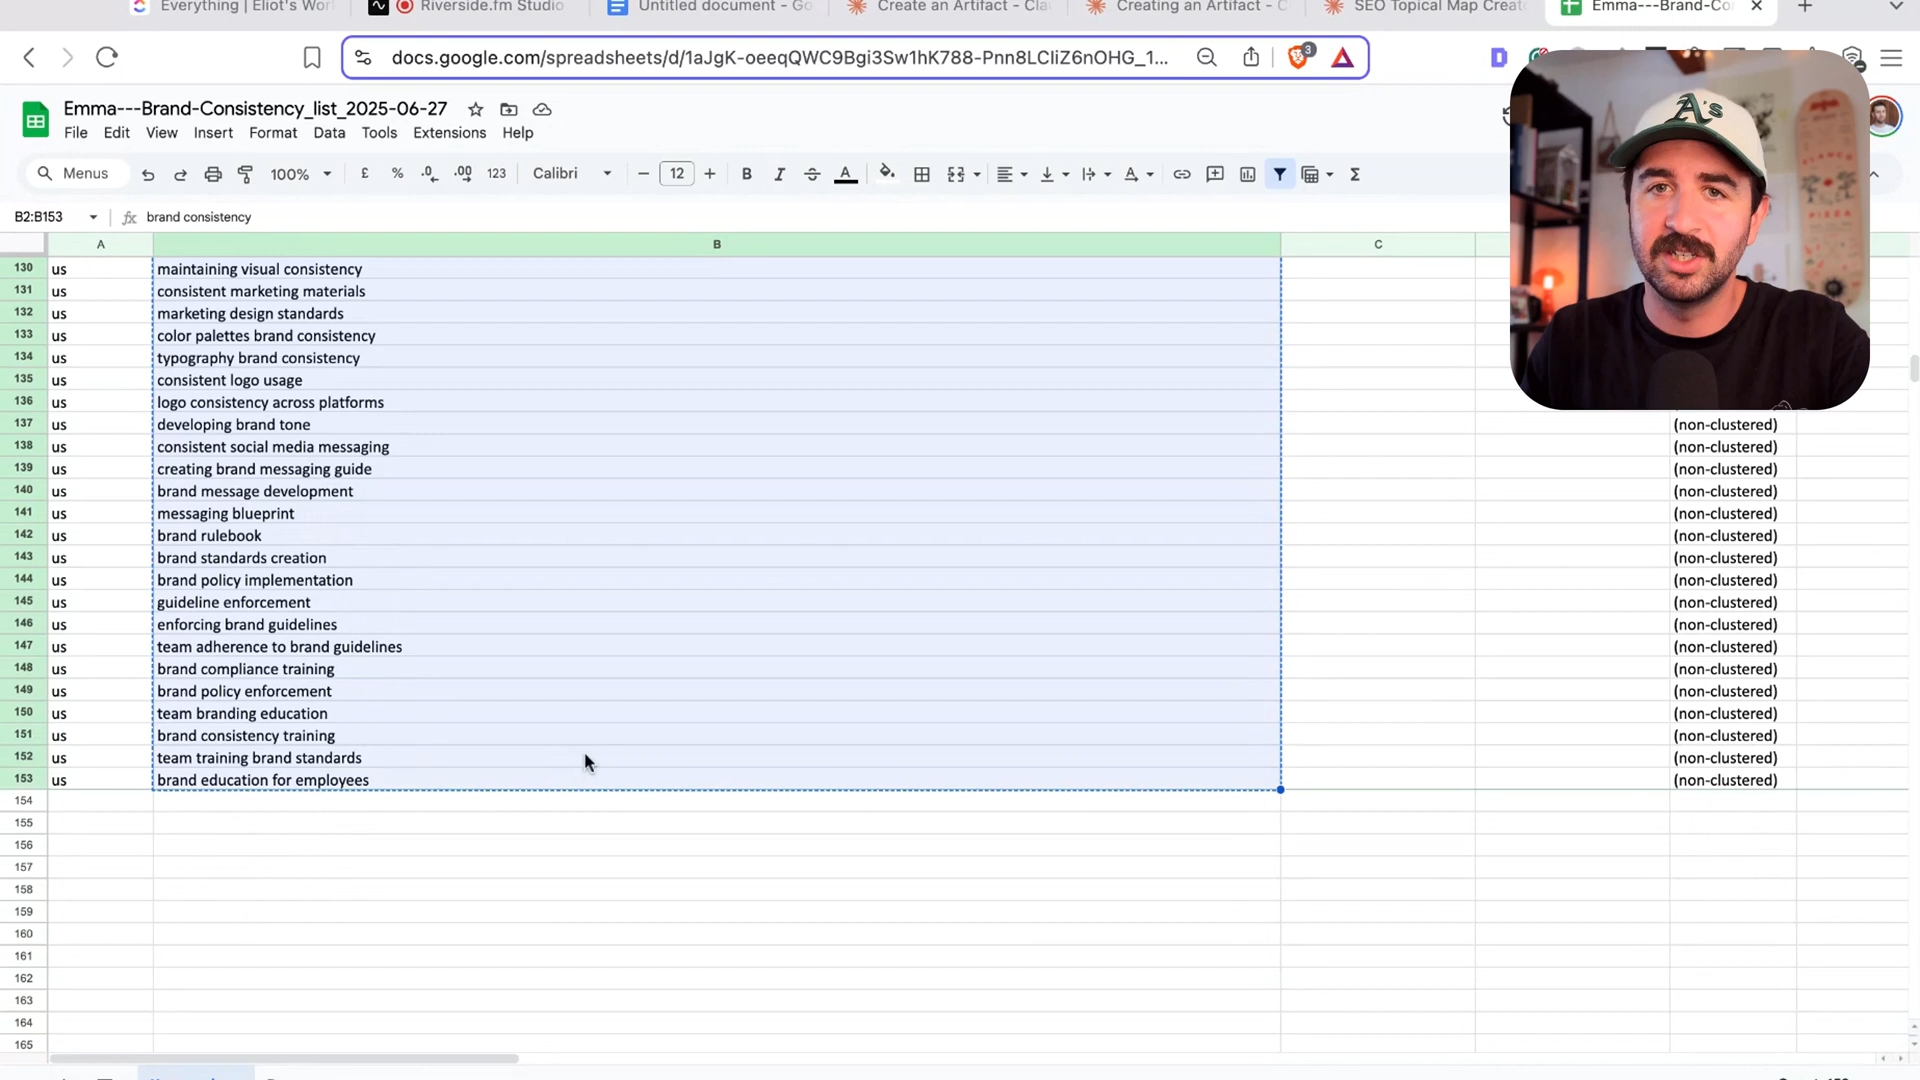 Everything | Eliot's Wor
Riverside.fm Studio
Untitled document - Go
Create an Artifact - Cla
Creating an Artifact - C
SEO Topical Map Create
Emma---Brand-Co
docs.google.com/spreadsheets/d/1aJgK-oeeqQWC9Bgi3Sw1hK788-Pnn8LCIiZ6nOHG_1...
3
Emma---Brand-Consistency_list_2025-06-27
File Edit View Insert Format Data Tools Extensions Help
Menus 100% £ % .0 .00 123 Calibri 12 B I S A
B2:B153 fx brand consistency
A B C
130 us maintaining visual consistency
131 us consistent marketing materials
132 us marketing design standards
133 us color palettes brand consistency
134 us typography brand consistency
135 us consistent logo usage
136 us logo consistency across platforms
137 us developing brand tone (non-clustered)
138 us consistent social media messaging (non-clustered)
139 us creating brand messaging guide (non-clustered)
140 us brand message development (non-clustered)
141 us messaging blueprint (non-clustered)
142 us brand rulebook (non-clustered)
143 us brand standards creation (non-clustered)
144 us brand policy implementation (non-clustered)
145 us guideline enforcement (non-clustered)
146 us enforcing brand guidelines (non-clustered)
147 us team adherence to brand guidelines (non-clustered)
148 us brand compliance training (non-clustered)
149 us brand policy enforcement (non-clustered)
150 us team branding education (non-clustered)
151 us brand consistency training (non-clustered)
152 us team training brand standards (non-clustered)
153 us brand education for employees (non-clustered)
154
155
156
157
158
159
160
161
162
163
164
165
A's
PIZZA